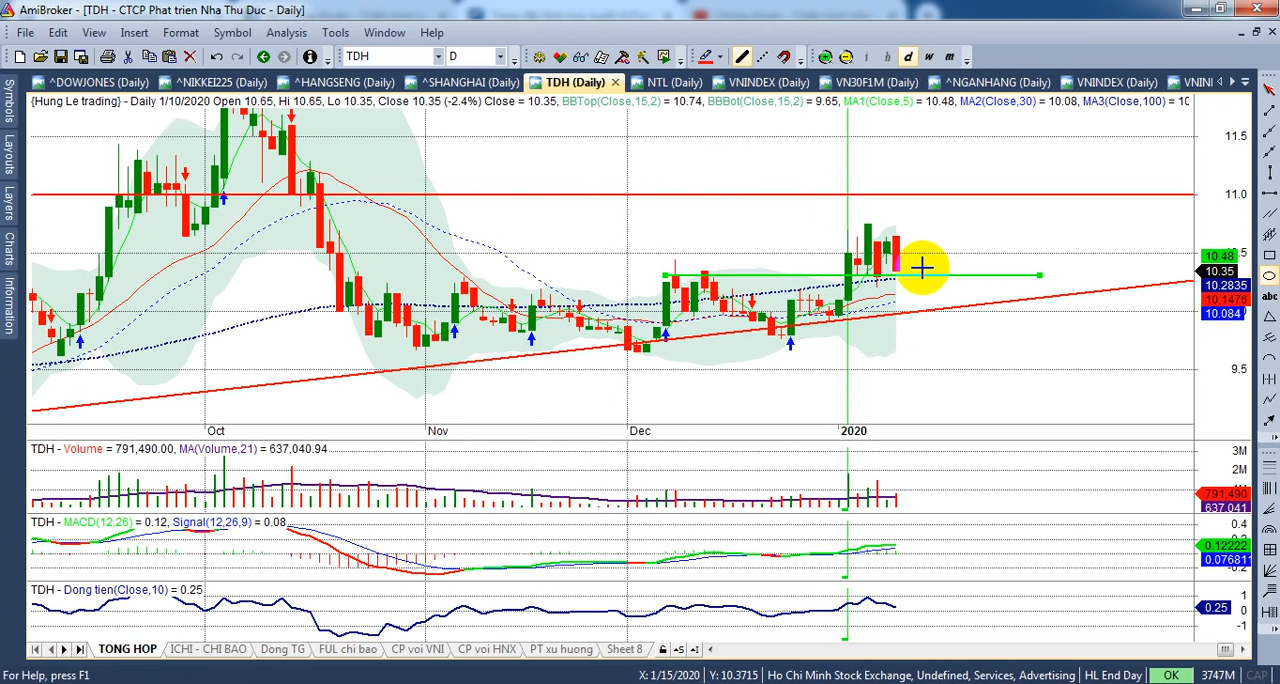 AmiBroker - [TDH - CTCP Phat trien Nha Thu Duc - Daily]
File Edit View Insert Format Symbol Analysis Tools Window Help
TDH D i h d w m
^DOWJONES (Daily) ^NIKKEI225 (Daily) ^HANGSENG (Daily) ^SHANGHAI (Daily) TDH (Daily) NTL (Daily) VNINDEX (Daily) VN30F1M (Daily) ^NGANHANG (Daily) VNINDEX (Daily)
Symbols
Layouts
Layers
Charts
Information
{Hung Le trading} - Daily 1/10/2020 Open 10.65, Hi 10.65, Lo 10.35, Close 10.35 (-2.4%) Close = 10.35, BBTop(Close,15,2) = 10.74, BBBot(Close,15,2) = 9.65, MA1(Close,5) = 10.48, MA2(Close,30) = 10.08, MA3(Close,100) = 10
11.5
11.0
10.48
10.35
10.2835
10.1476
10.084
9.5
Oct Nov Dec 2020
TDH - Volume = 791,490.00, MA(Volume,21) = 637,040.94
3M
2M
791,490
637,041
TDH - MACD(12,26) = 0.12, Signal(12,26,9) = 0.08
0.4
0.12222
0.07681
TDH - Dong tien(Close,10) = 0.25
1
0.25
0
-1
TONG HOP ICHI - CHI BAO Dong TG FUL chi bao CP voi VNI CP voi HNX PT xu huong Sheet 8
abc
For Help, press F1 X: 1/15/2020 Y: 10.3715 Ho Chi Minh Stock Exchange, Undefined, Services, Advertising HL End Day OK 3747M CAP